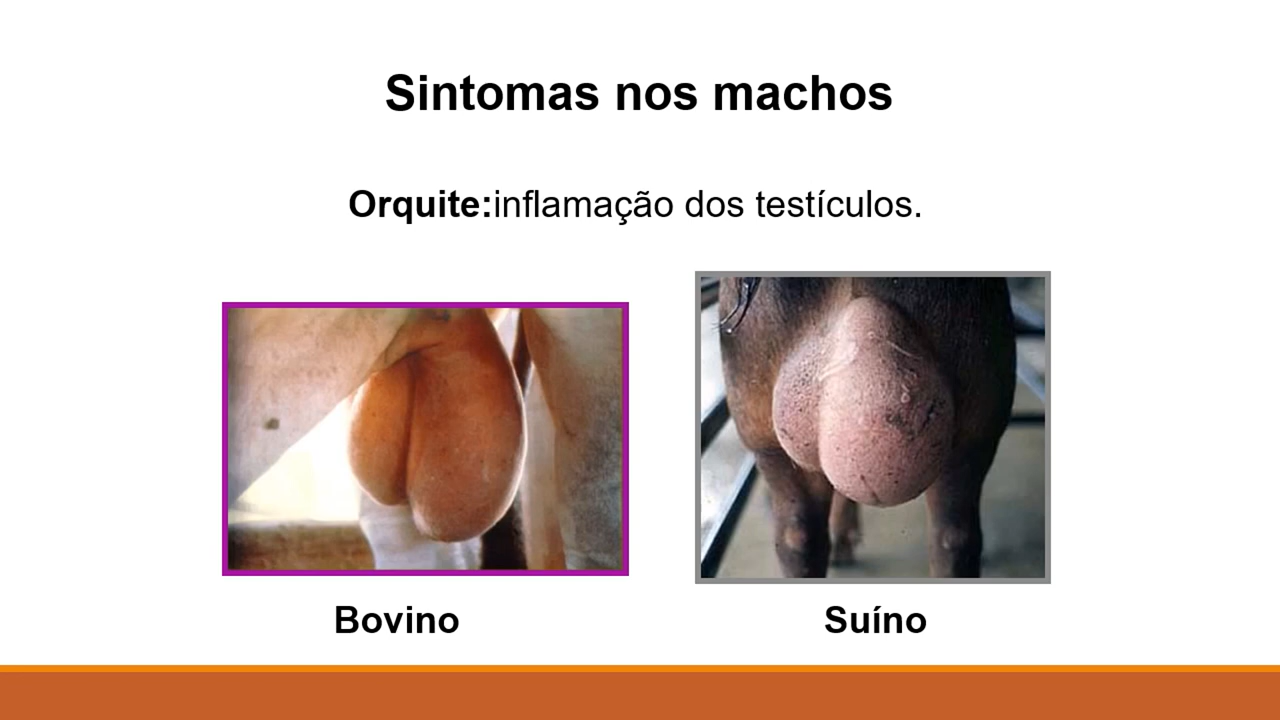 Sintomas nos machos
Orquite:inflamação dos testículos.
Bovino
Suíno